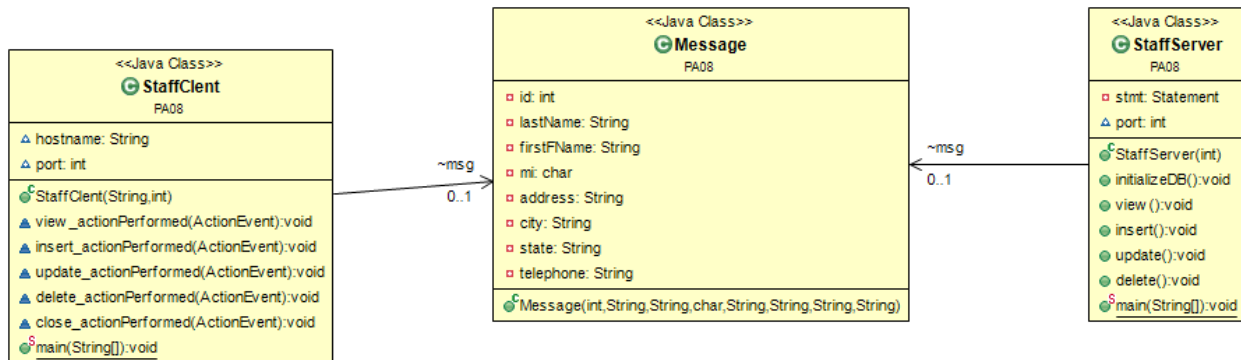 <<Java Class>>
StaffClent
PA08
hostname: String
port: int
StaffClent(String,int)
view_actionPerformed(ActionEvent):void
insert_actionPerformed(ActionEvent):void
update_actionPerformed(ActionEvent):void
delete_actionPerformed(ActionEvent):void
close_actionPerformed(ActionEvent):void
main(String[]):void
~msg
0..1
<<Java Class>>
Message
PA08
id: int
lastName: String
firstFName: String
mi: char
address: String
city: String
state: String
telephone: String
Message(int,String,String,char,String,String,String,String)
~msg
0..1
<<Java Class>>
StaffServer
PA08
stmt: Statement
port: int
StaffServer(int)
initializeDB():void
view():void
insert():void
update():void
delete():void
main(String[]):void